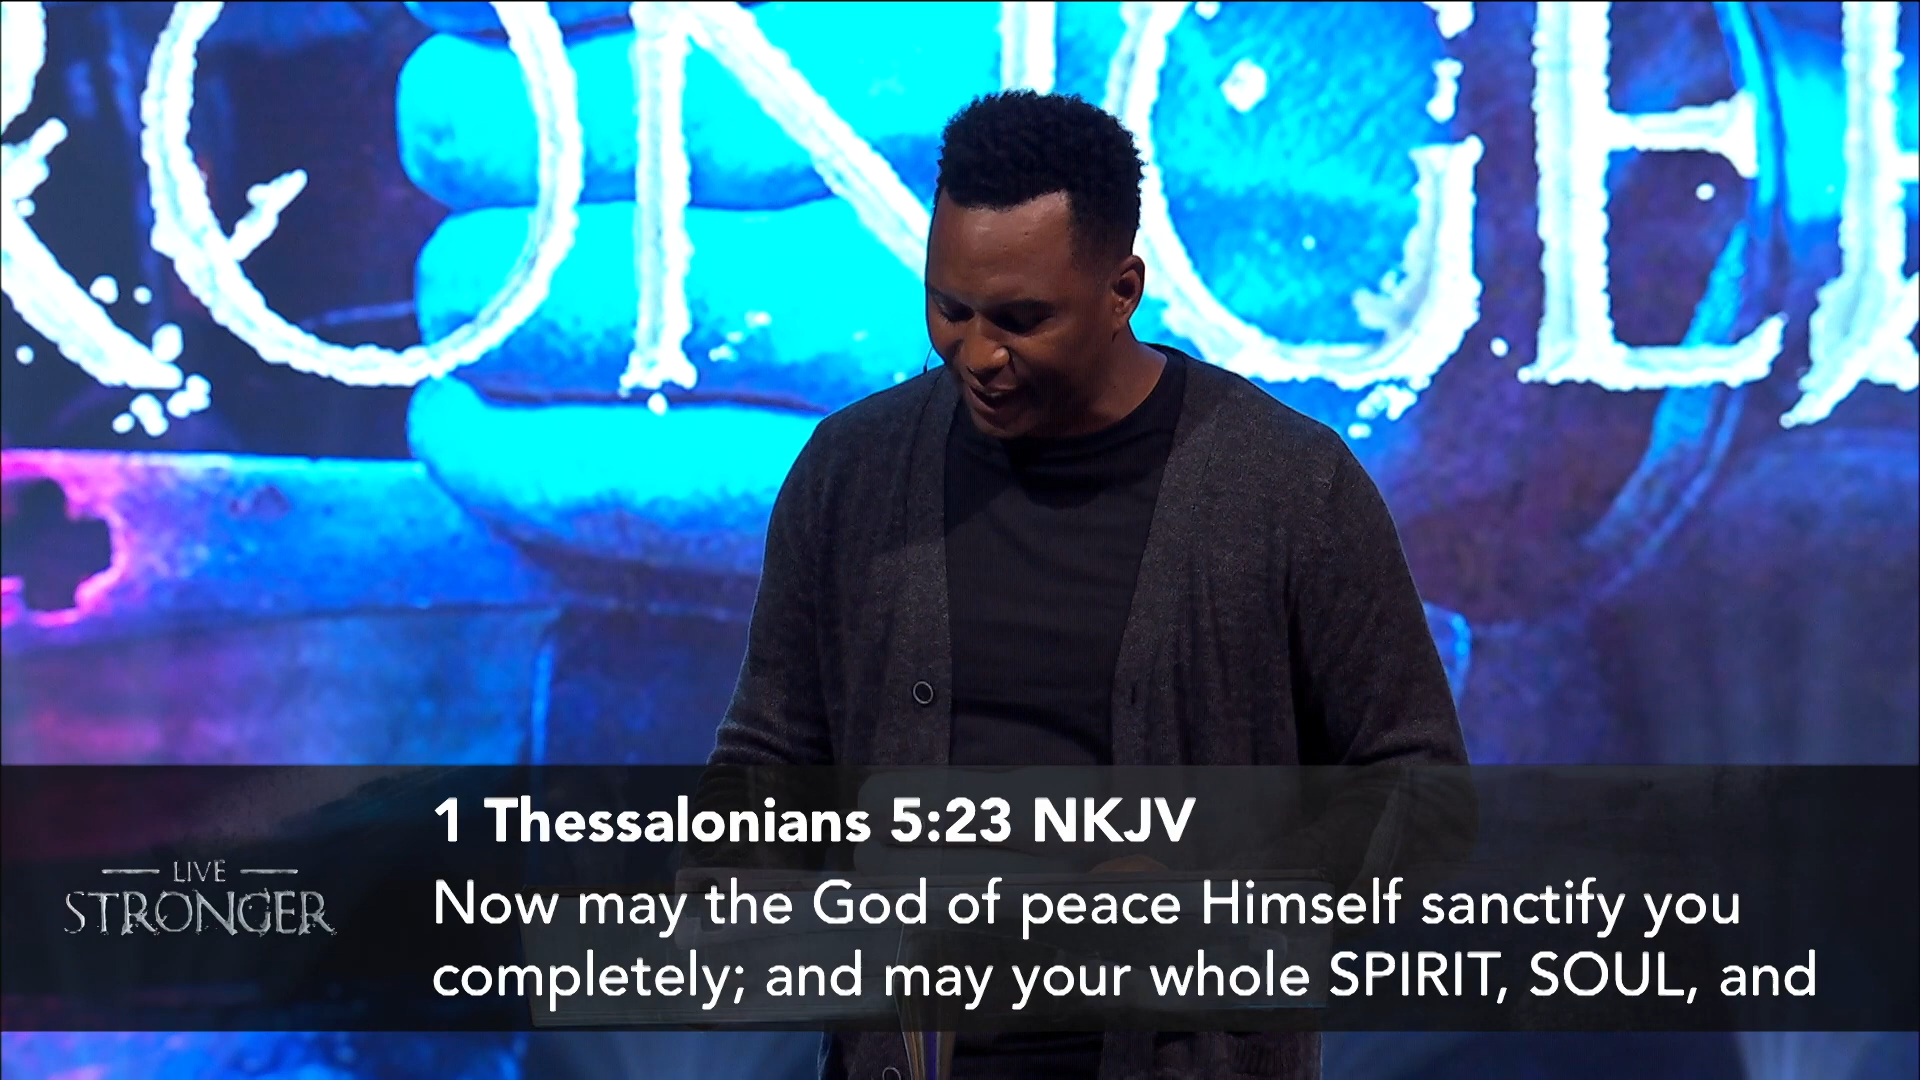 RONGER
1 Thessalonians 5:23 NKJV
LIVE
STRONGER
Now may the God of peace Himself sanctify you
completely; and may your whole SPIRIT, SOUL, and